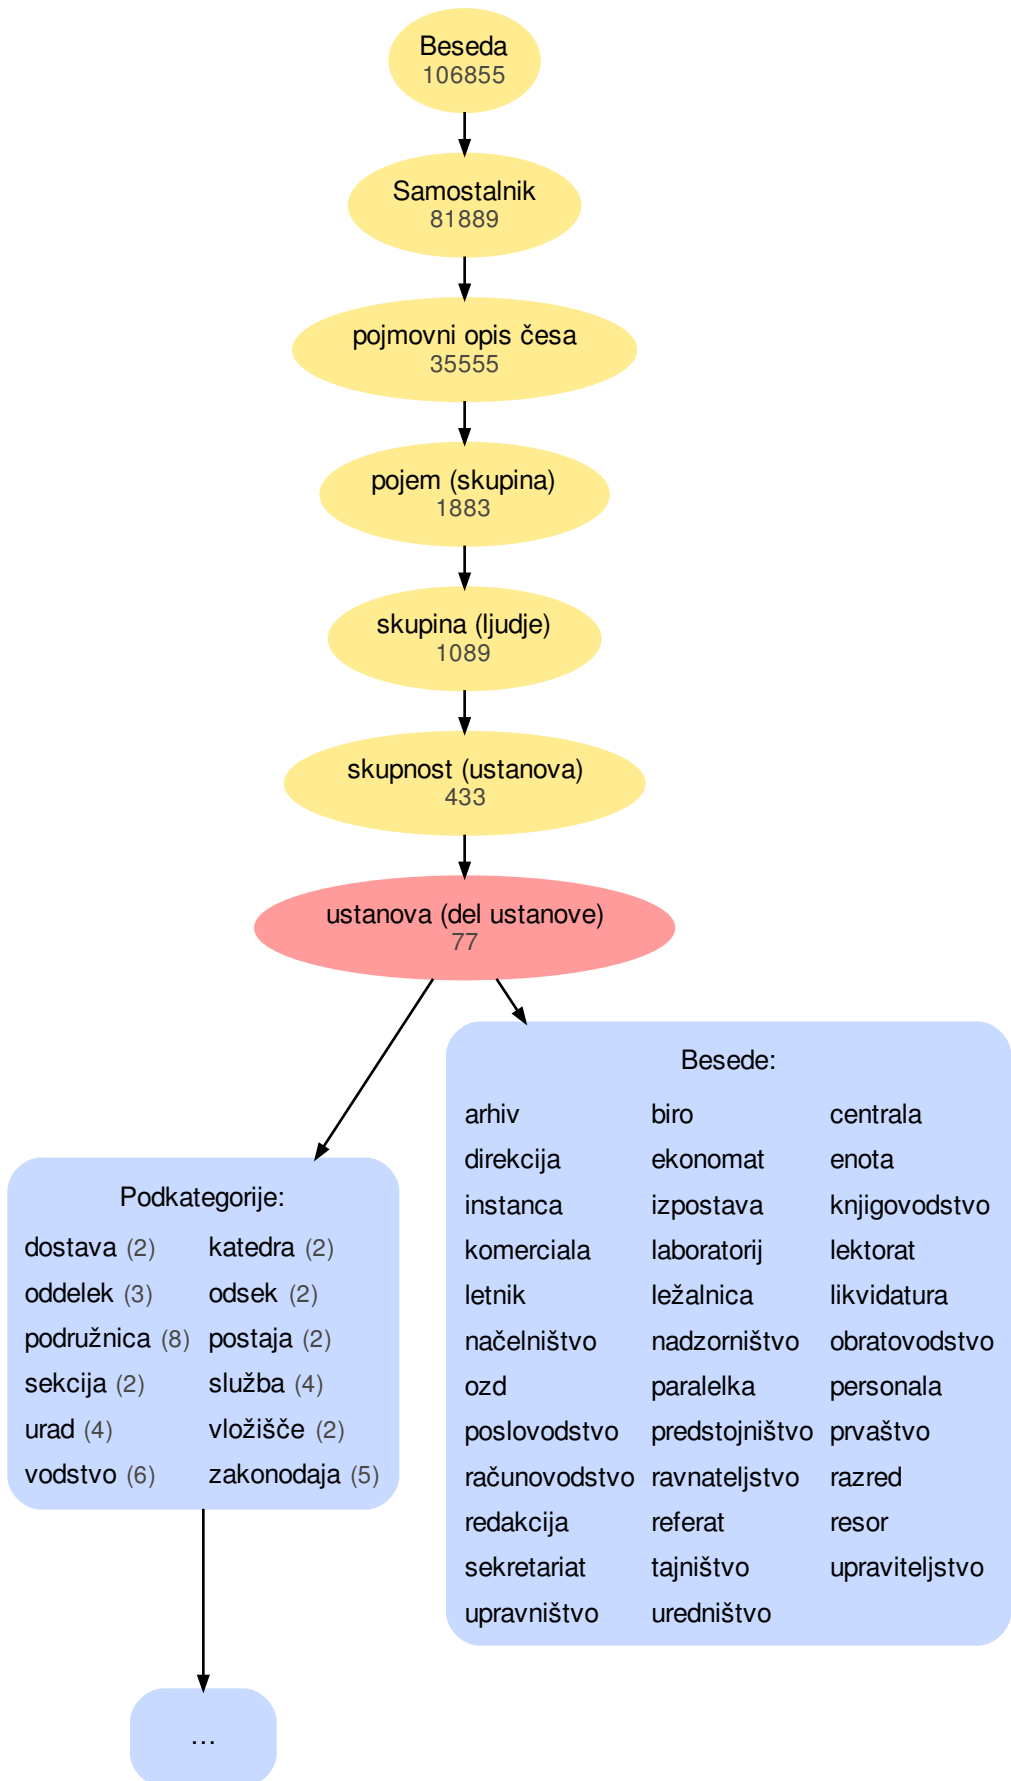 Beseda
106855
Samostalnik
81889
pojmovni opis česa
35555
pojem (skupina)
1883
skupina (ljudje)
1089
skupnost (ustanova)
433
ustanova (del ustanove)
77
Podkategorije:
dostava (2) katedra (2)
oddelek (3) odsek (2)
podružnica (8) postaja (2)
sekcija (2) služba (4)
urad (4) vložišče (2)
vodstvo (6) zakonodaja (5)
...
Besede:
arhiv biro centrala
direkcija ekonomat enota
instanca izpostava knjigovodstvo
komerciala laboratorij lektorat
letnik ležalnica likvidatura
načelništvo nadzorništvo obratovodstvo
ozd paralelka personala
poslovodstvo predstojništvo prvaštvo
računovodstvo ravnateljstvo razred
redakcija referat resor
sekretariat tajništvo upraviteljstvo
upravništvo uredništvo